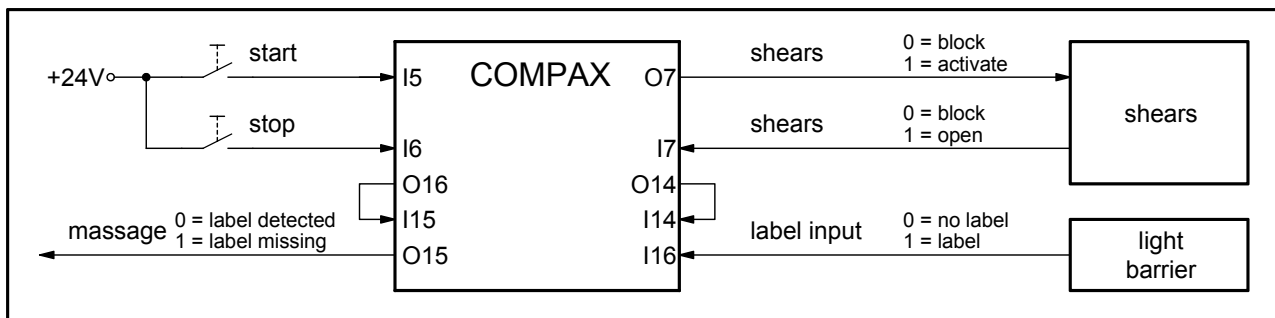 start
0 = block
1 = activate
shears
+24V
I5
COMPAX
O7
shears
stop
0 = block
1 = open
shears
I6
I7
O16
O14
I15
I14
massage
0 = label detected
1 = label missing
label input
0 = no label
1 = label
O15
I16
light
barrier